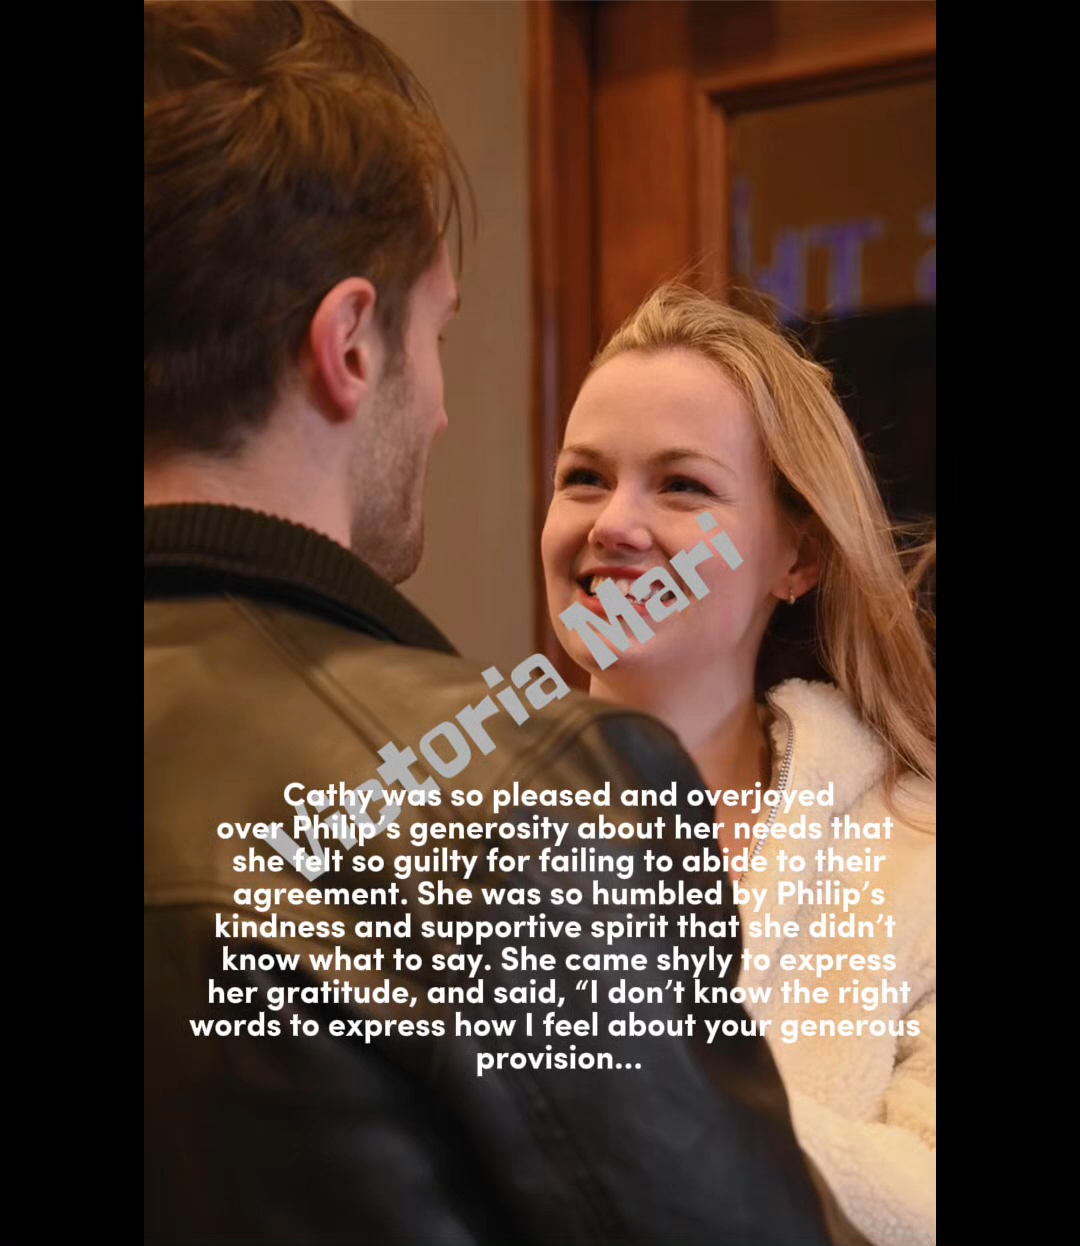 Victoria Mari
Cathy was so pleased and overjoyed
over Philip's generosity about her needs that
she felt so guilty for failing to abide to their
agreement. She was so humbled by Philip's
kindness and supportive spirit that she didn't
know what to say. She came shyly to express
her gratitude, and said, “I don't know the right
words to express how I feel about your generous
provision...